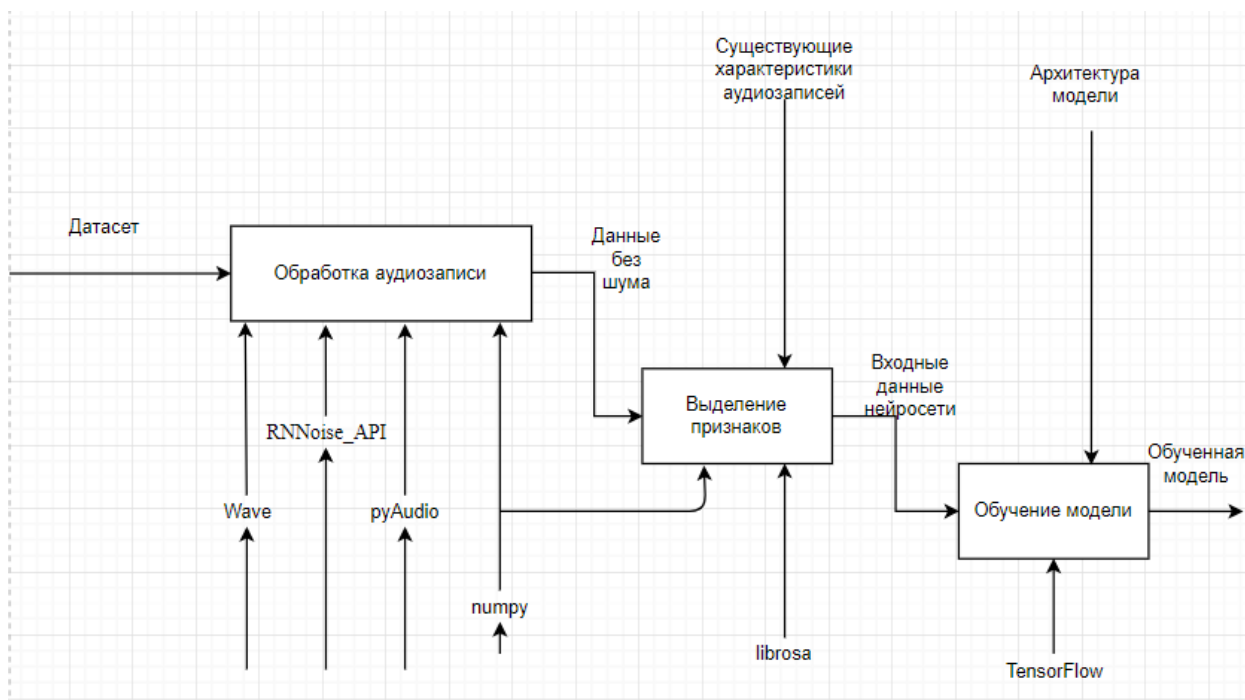 Существующие
характеристики
аудиозаписей
Архитектура
модели
Датасет
Обработка аудиозаписи
Данные
без
шума
Выделение
признаков
Входные
данные
нейросети
Обученная
модель
Обучение модели
RNNoise_API
Wave
pyAudio
numpy
librosa
TensorFlow